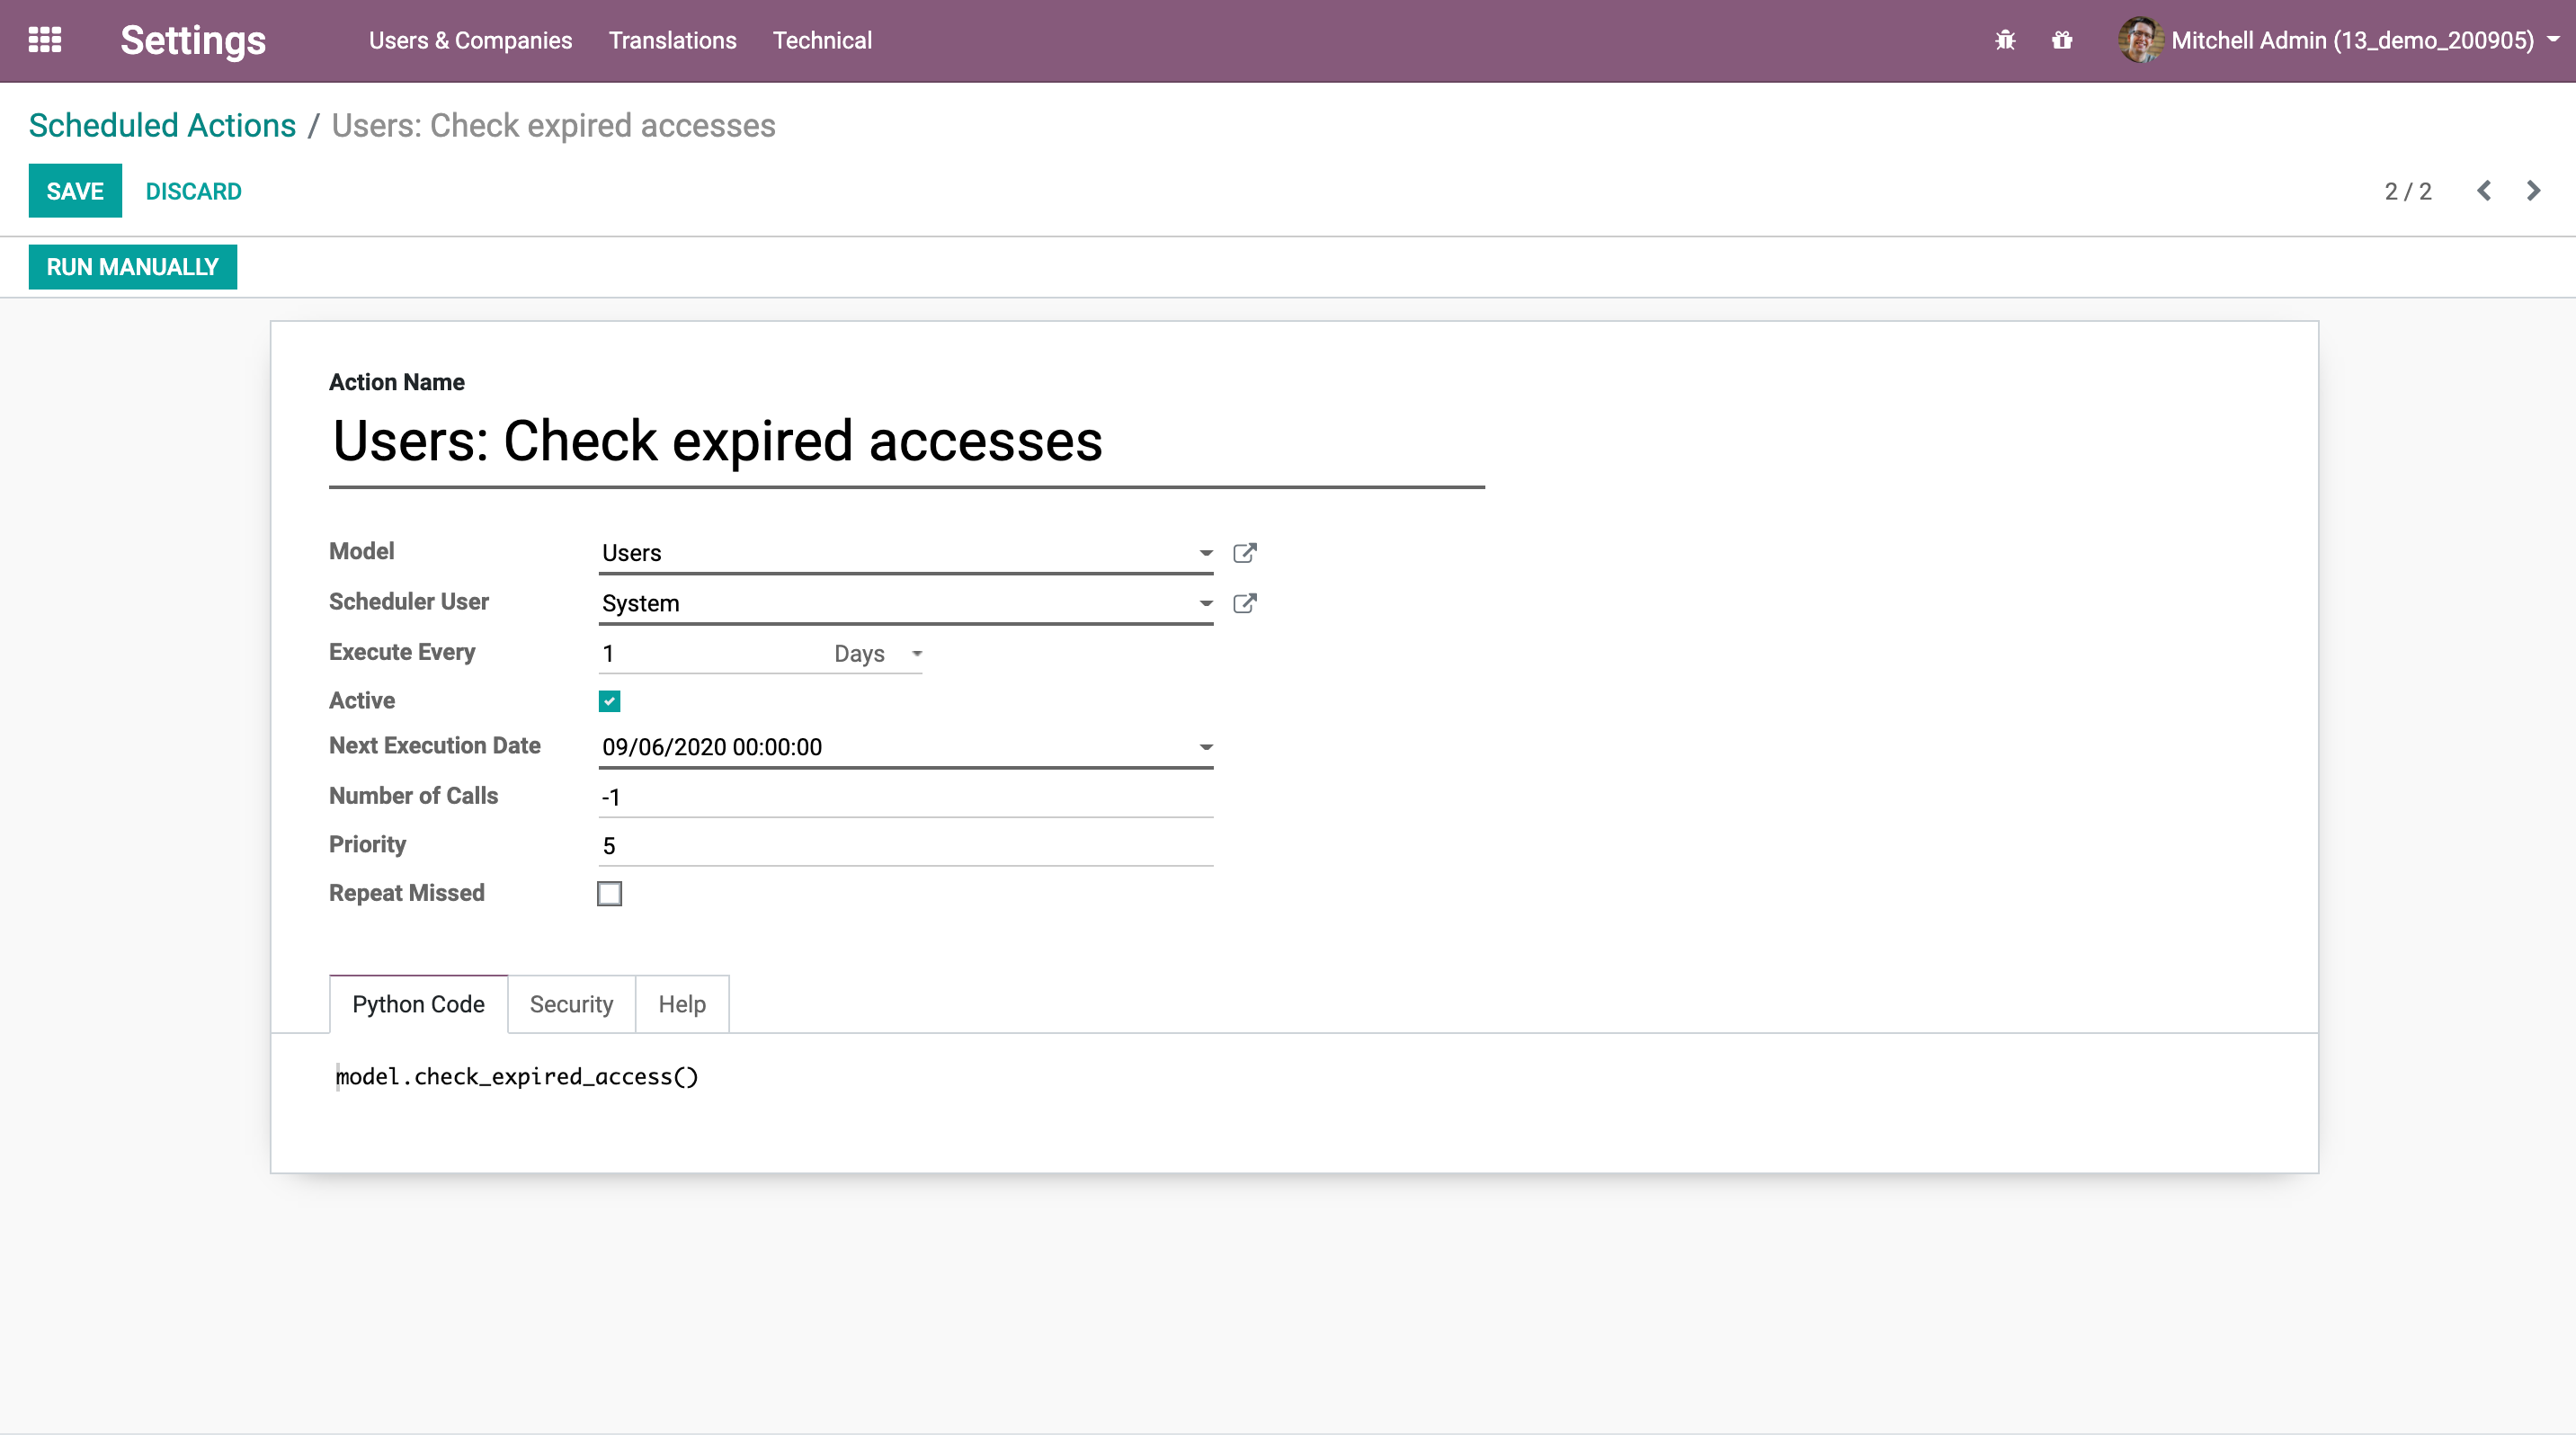 Settings Users & Companies Translations Technical Mitchell Admin (13_demo_200905)
Scheduled Actions / Users: Check expired accesses
SAVE DISCARD 2 / 2
RUN MANUALLY
Action Name
Users: Check expired accesses
Model Users
Scheduler User System
Execute Every 1 Days
Active
Next Execution Date 09/06/2020 00:00:00
Number of Calls -1
Priority 5
Repeat Missed
Python Code Security Help
model.check_expired_access()